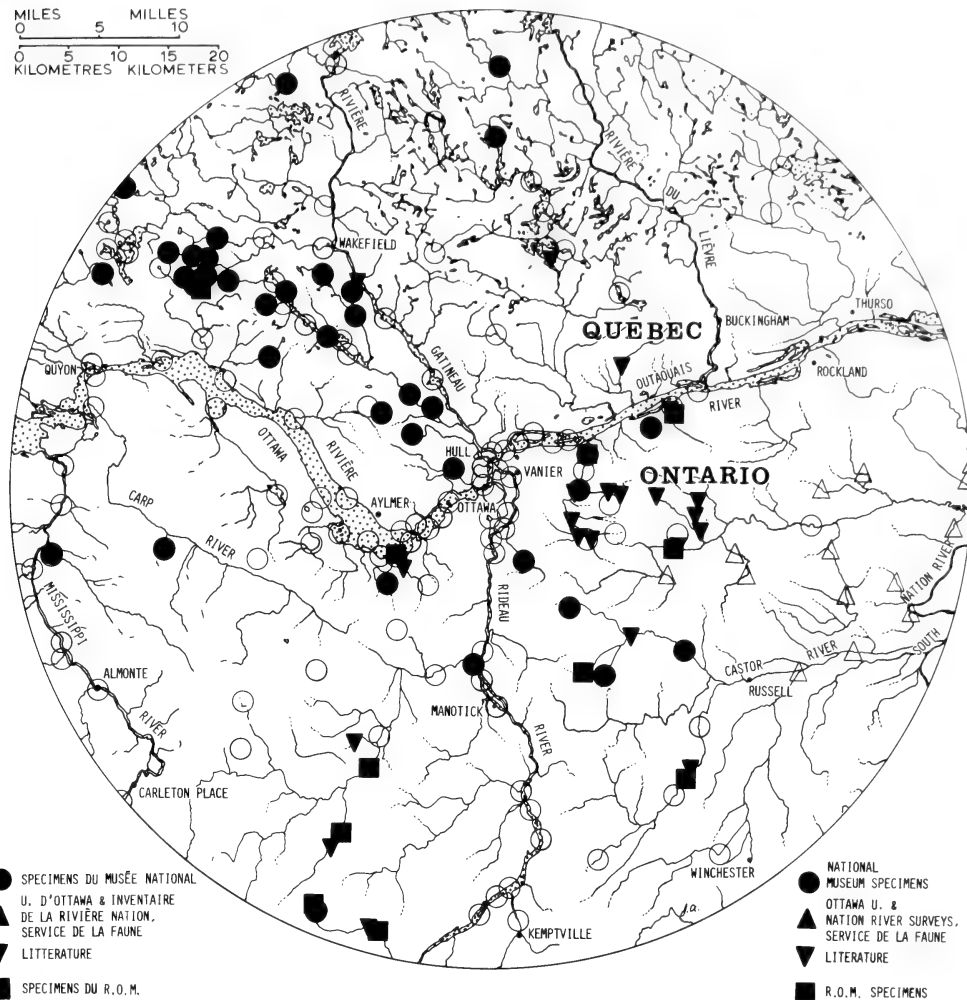 MILES MILLES
0 5 10
0 5 10 15 20
KILOMETRES KILOMETERS
RIVIÈRE
RIVIÈRE
DU
LIÈVRE
WAKEFIELD
THURSO
BUCKINGHAM
QUÉBEC
GATINEAU
QUYON
OUTAOUAIS
ROCKLAND
RIVER
OTTAWA
RIVIÈRE
HULL
VANIER
ONTARIO
CARP
AYLMER
OTTAWA
RIVER
NATION RIVER
RIDEAU
MISSISSIPPI
SOUTH
RIVER
CASTOR
ALMONTE
RUSSELL
MANOTICK
RIVER
RIVER
CARLETON PLACE
WINCHESTER
j.a.
KEMPTVILLE
SPECIMENS DU MUSÉE NATIONAL
U. D'OTTAWA & INVENTAIRE
DE LA RIVIÈRE NATION,
SERVICE DE LA FAUNE
LITTERATURE
SPECIMENS DU R.O.M.
NATIONAL
MUSEUM SPECIMENS
OTTAWA U. &
NATION RIVER SURVEYS,
SERVICE DE LA FAUNE
LITERATURE
R.O.M. SPECIMENS